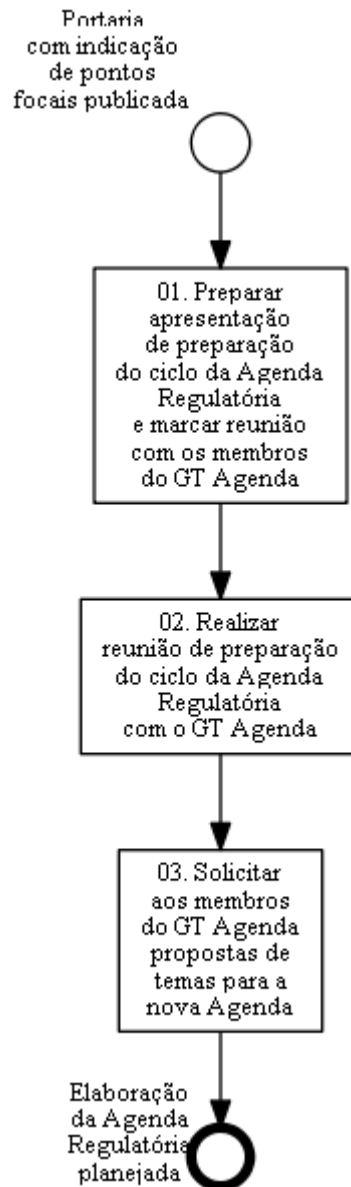 Portaria
com indicação
de pontos
focais publicada
01. Preparar
apresentação
de preparação
do ciclo da Agenda
Regulatória
e marcar reunião
com os membros
do GT Agenda
02. Realizar
reunião de preparação
do ciclo da Agenda
Regulatória
com o GT Agenda
03. Solicitar
aos membros
do GT Agenda
propostas de
temas para a
nova Agenda
Elaboração
da Agenda
Regulatória
planejada